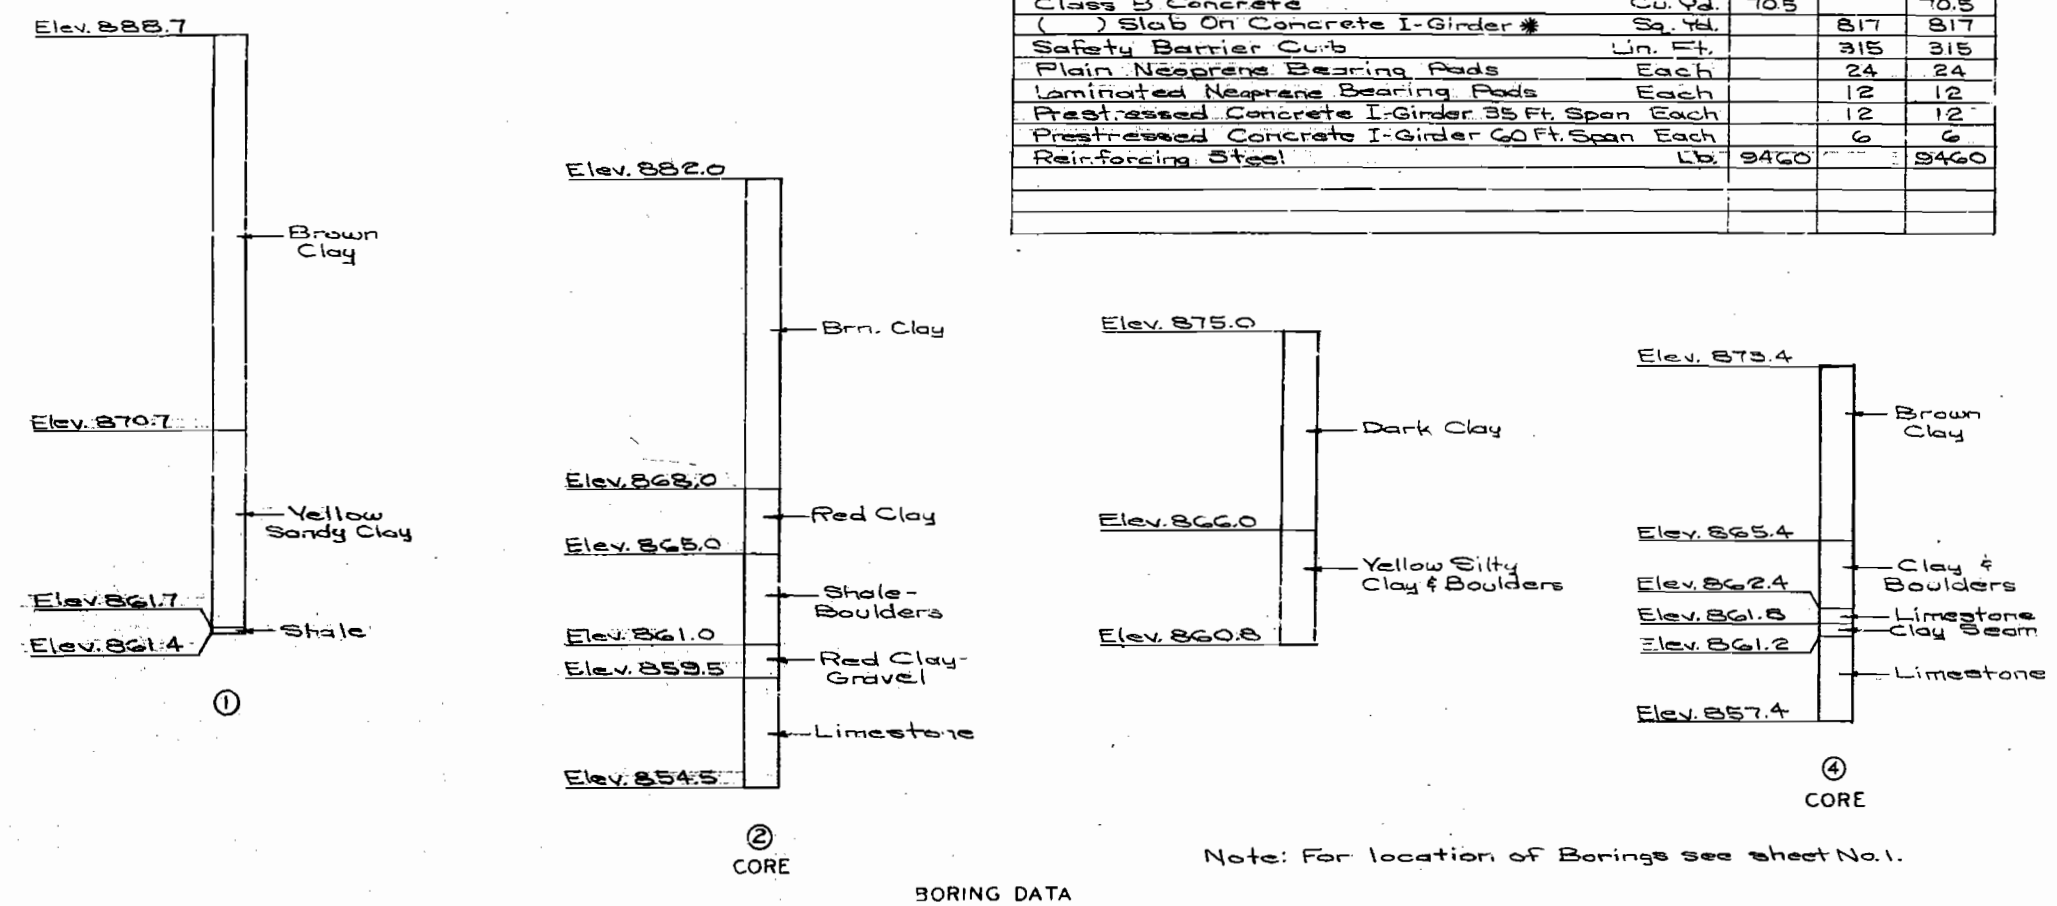 Class B Concrete Cu. Yd. 70.5 70.5
( ) Slab On Concrete I-Girder * Sq. Yd. 817 817
Safety Barrier Curb Lin. Ft. 315 315
Plain Neoprene Bearing Pads Each 24 24
Laminated Neoprene Bearing Pads Each 12 12
Prestressed Concrete I-Girder 35 Ft. Span Each 12 12
Prestressed Concrete I-Girder 60 Ft. Span Each 6 6
Reinforcing Steel Lb. 9460 9460
Elev. 888.7
Brown
Clay
Elev. 870.7
Yellow
Sandy Clay
Elev. 861.7
Shale
Elev. 861.4
①
Elev. 882.0
Brn. Clay
Elev. 868.0
Red Clay
Elev. 865.0
Shale-
Boulders
Elev. 861.0
Red Clay-
Gravel
Elev. 859.5
Limestone
Elev. 854.5
②
CORE
Elev. 875.0
Dark Clay
Elev. 866.0
Yellow Silty
Clay & Boulders
Elev. 860.8
Elev. 873.4
Brown
Clay
Elev. 865.4
Clay &
Boulders
Elev. 862.4
Limestone
Elev. 861.8
Clay Seam
Elev. 861.2
Limestone
Elev. 857.4
④
CORE
Note: For location of Borings see sheet No. 1.
BORING DATA